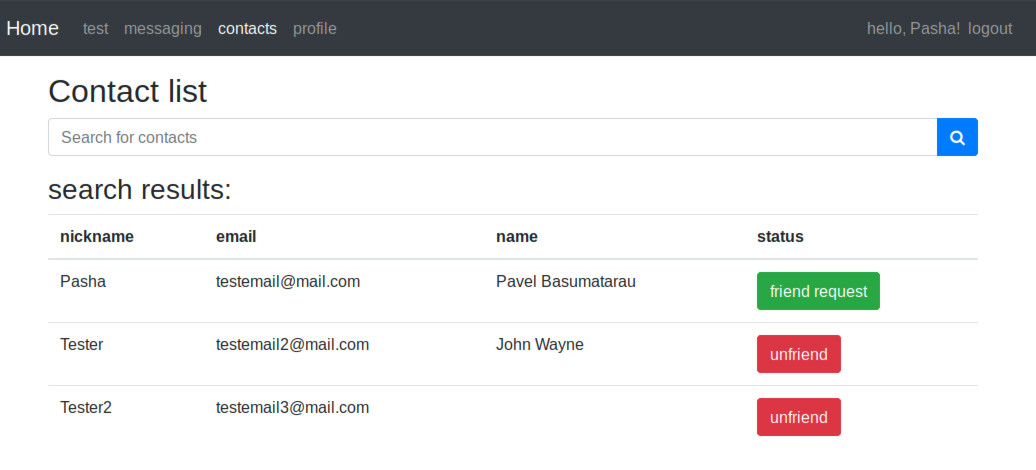 Home test messaging contacts profile hello, Pasha! logout
Contact list
Search for contacts
search results:
nickname email name status
Pasha testemail@mail.com Pavel Basumatarau friend request
Tester testemail2@mail.com John Wayne unfriend
Tester2 testemail3@mail.com unfriend